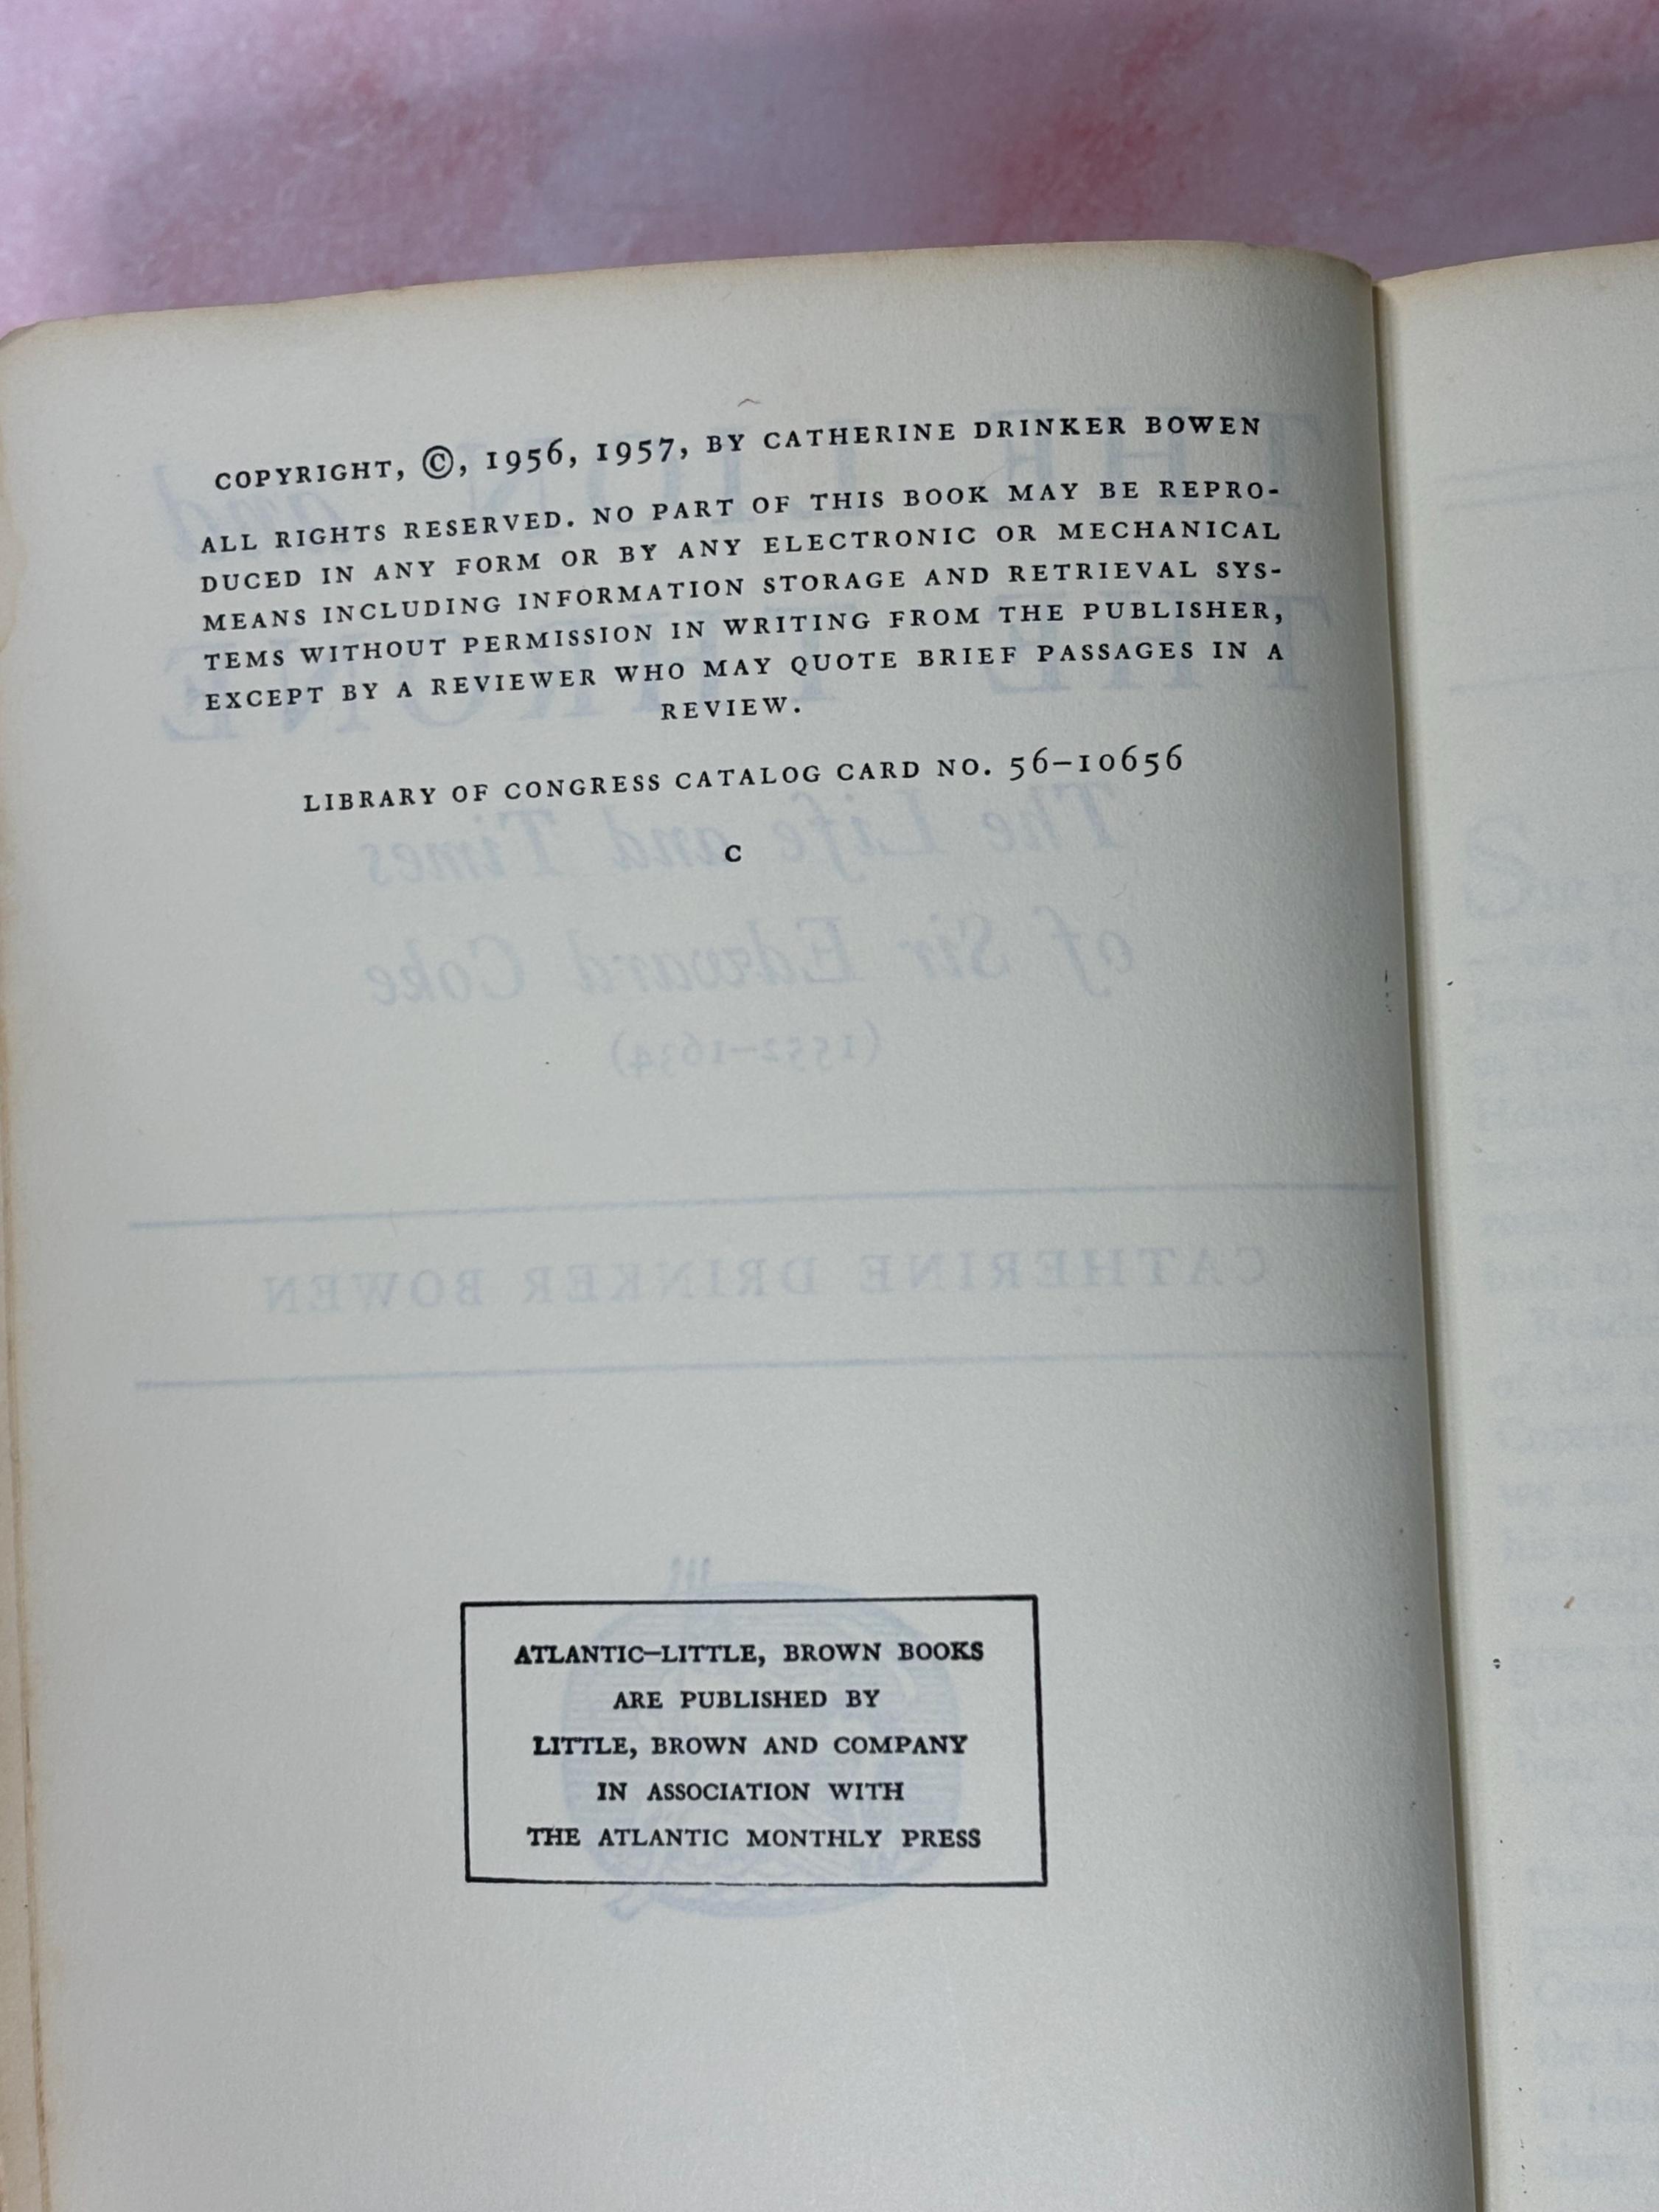 COPYRIGHT, ©, 1956, 1957, BY CATHERINE DRINKER BOWEN
ALL RIGHTS RESERVED. NO PART OF THIS BOOK MAY BE REPRO-
DUCED IN ANY FORM OR BY ANY ELECTRONIC OR MECHANICAL
MEANS INCLUDING INFORMATION STORAGE AND RETRIEVAL SYS-
TEMS WITHOUT PERMISSION IN WRITING FROM THE PUBLISHER,
EXCEPT BY A REVIEWER WHO MAY QUOTE BRIEF PASSAGES IN A
REVIEW.
LIBRARY OF CONGRESS CATALOG CARD NO. 56-10656
C
ATLANTIC—LITTLE, BROWN BOOKS
ARE PUBLISHED BY
LITTLE, BROWN AND COMPANY
IN ASSOCIATION WITH
THE ATLANTIC MONTHLY PRESS